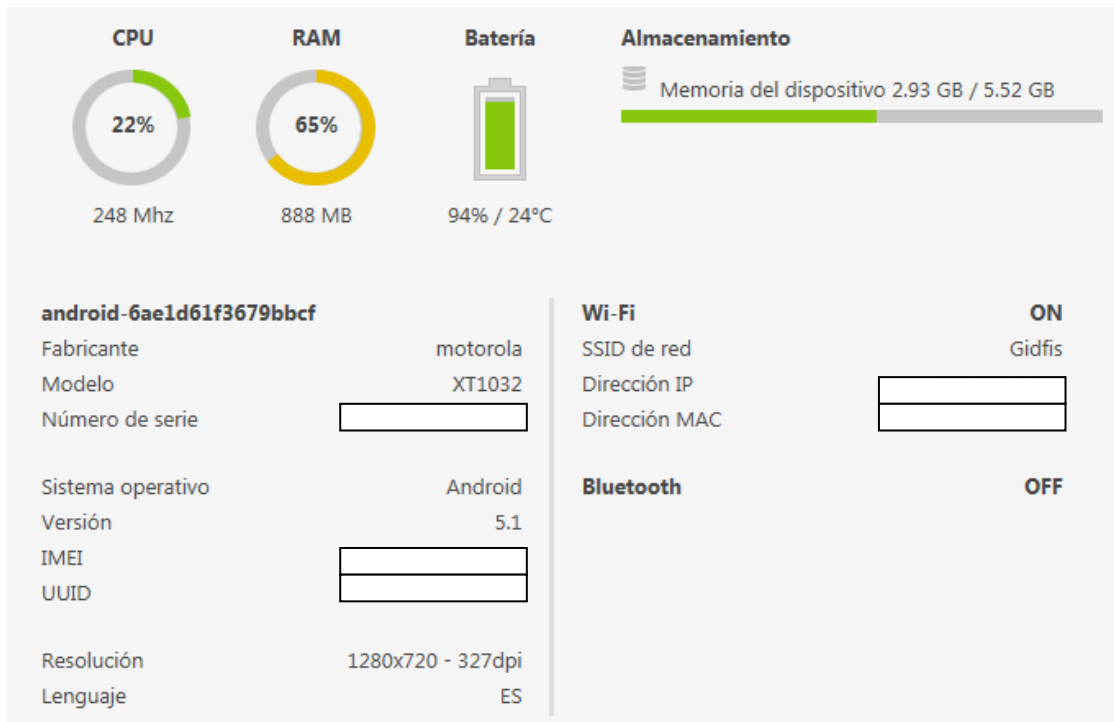 CPU
22%
248 Mhz
RAM
65%
888 MB
Batería
94% / 24°C
Almacenamiento
Memoria del dispositivo 2.93 GB / 5.52 GB
android-6ae1d61f3679bbcf
Fabricante motorola
Modelo XT1032
Número de serie
Sistema operativo Android
Versión 5.1
IMEI
UUID
Resolución 1280x720 - 327dpi
Lenguaje ES
Wi-Fi ON
SSID de red Gidfis
Dirección IP
Dirección MAC
Bluetooth OFF